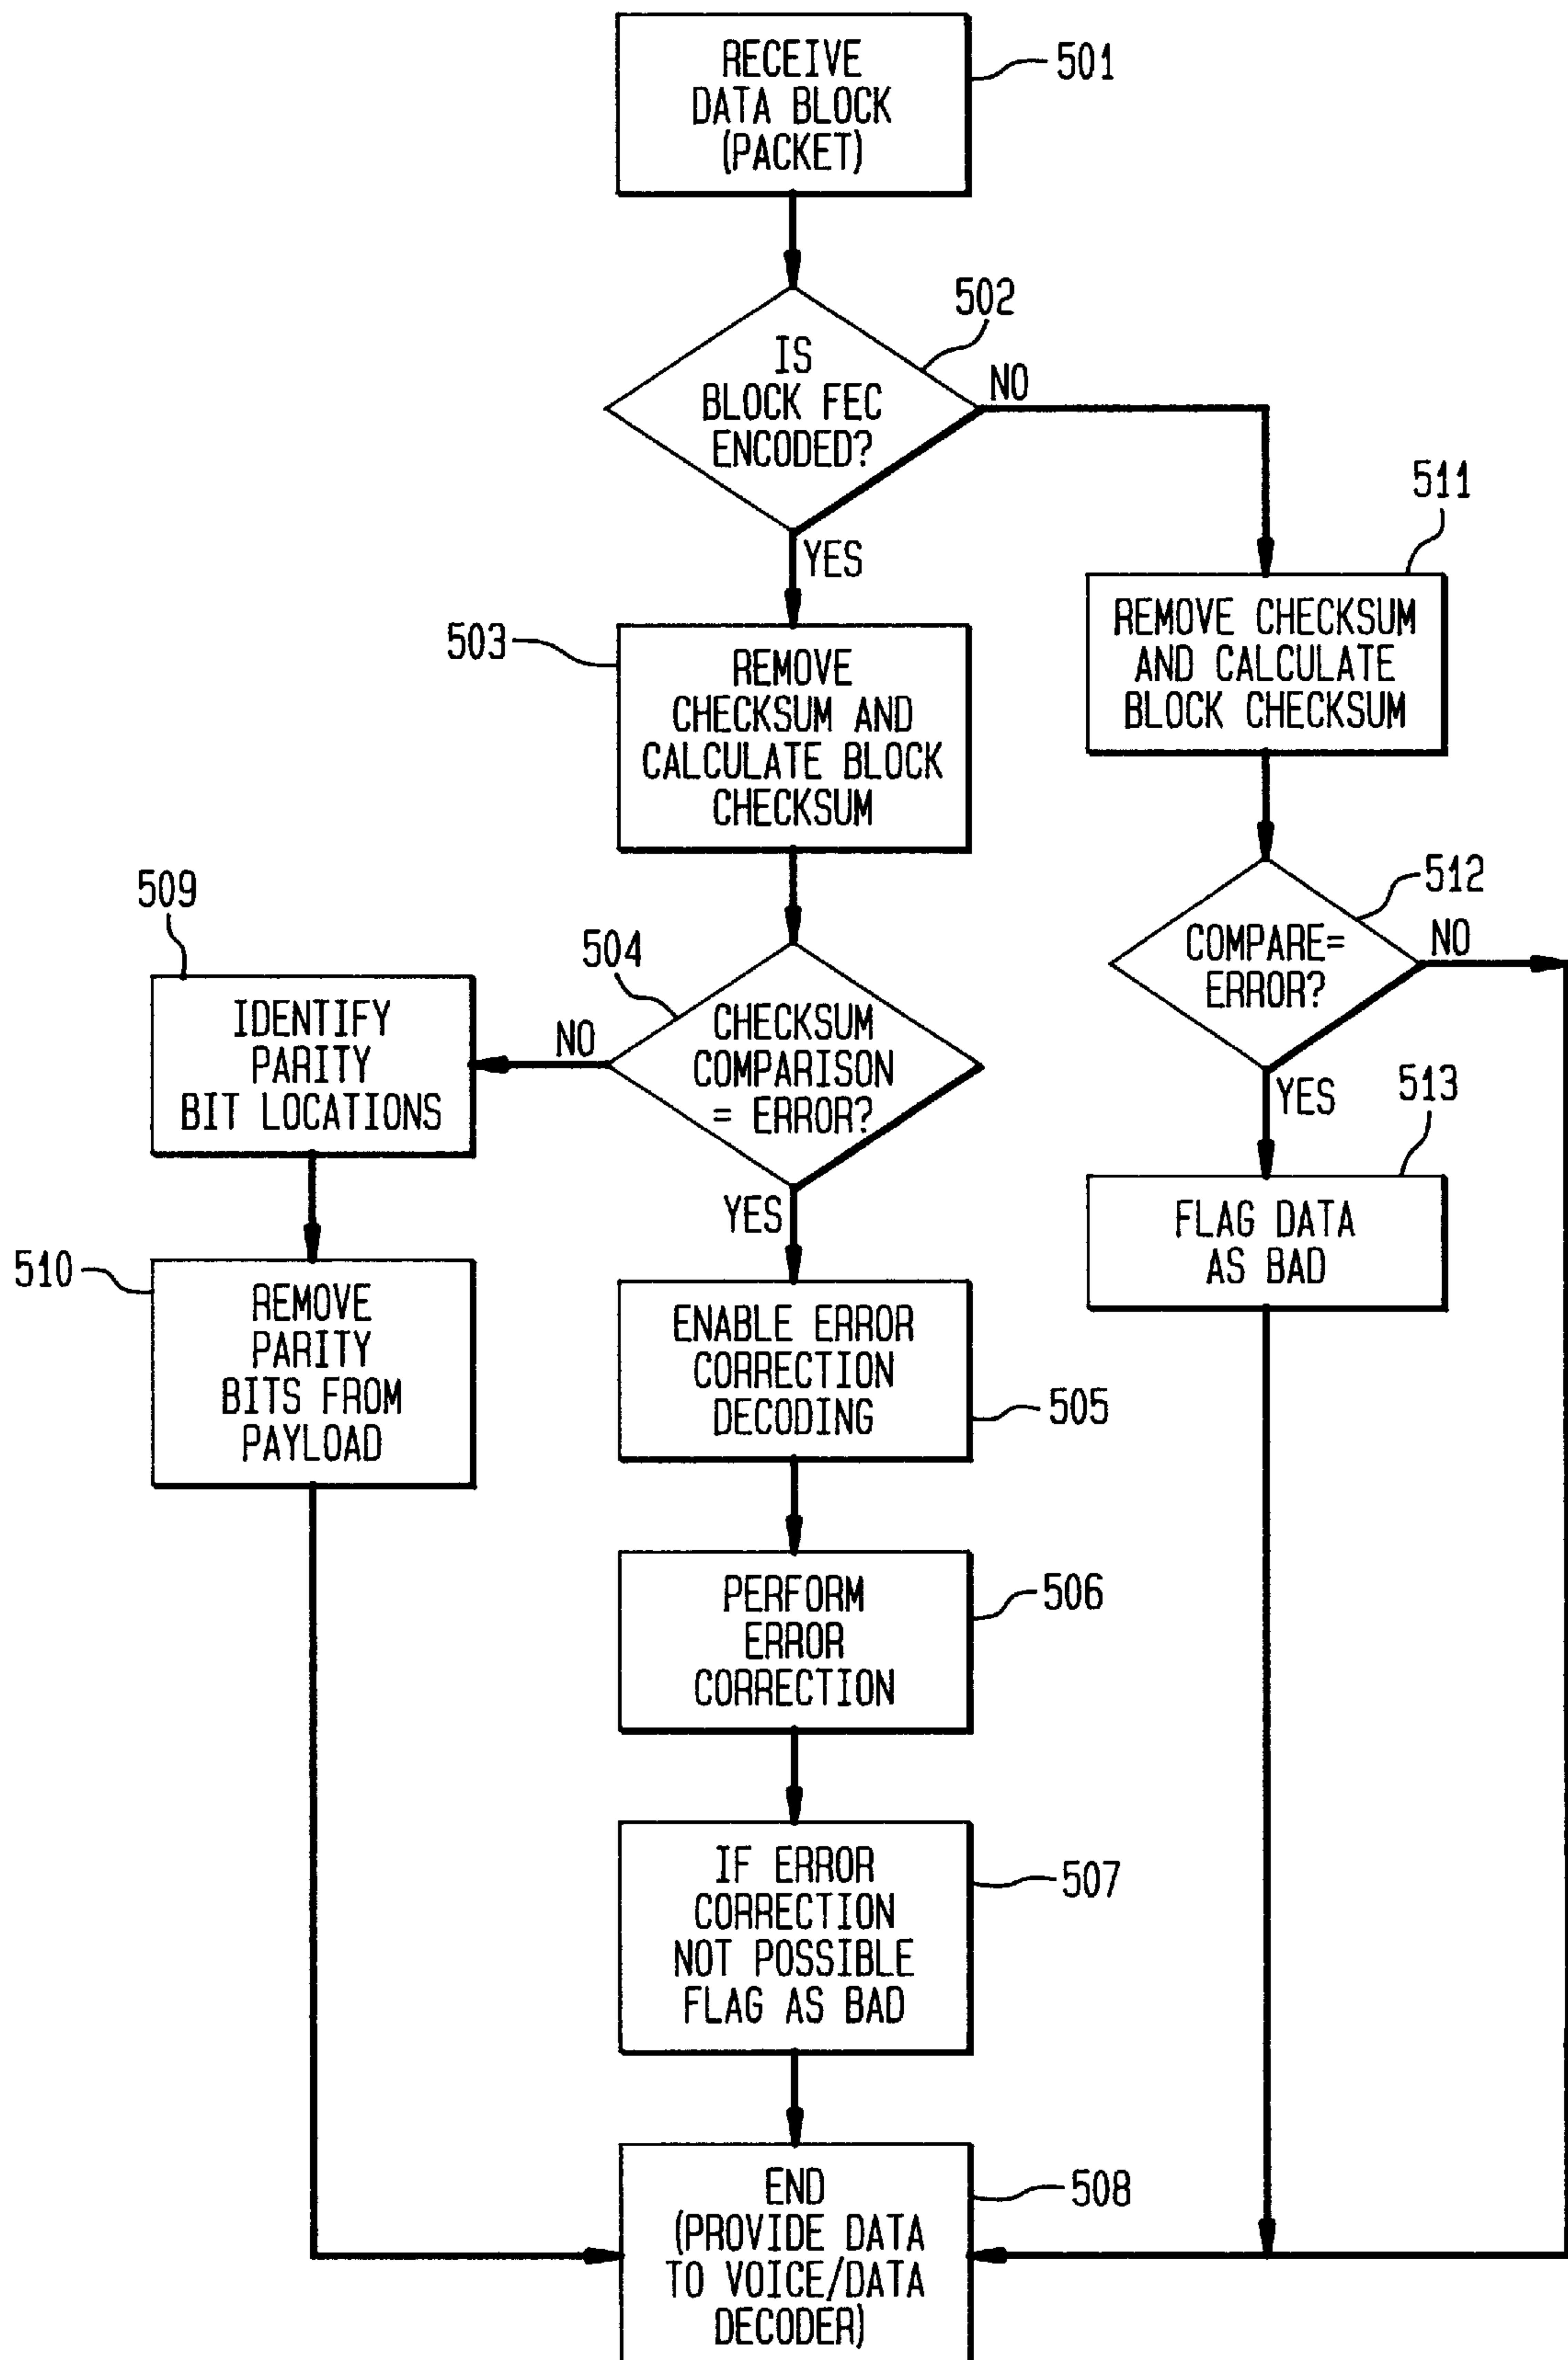 RECEIVE
DATA BLOCK
(PACKET)
501
502
IS
BLOCK FEC
ENCODED?
NO
YES
511
REMOVE CHECKSUM
AND CALCULATE
BLOCK CHECKSUM
503
REMOVE
CHECKSUM AND
CALCULATE BLOCK
CHECKSUM
512
COMPARE=
ERROR?
NO
YES
509
IDENTIFY
PARITY
BIT LOCATIONS
504
NO
CHECKSUM
COMPARISON
= ERROR?
YES
513
FLAG DATA
AS BAD
510
REMOVE
PARITY
BITS FROM
PAYLOAD
ENABLE ERROR
CORRECTION
DECODING
505
PERFORM
ERROR
CORRECTION
506
IF ERROR
CORRECTION
NOT POSSIBLE
FLAG AS BAD
507
END
(PROVIDE DATA
TO VOICE/DATA
DECODER)
508